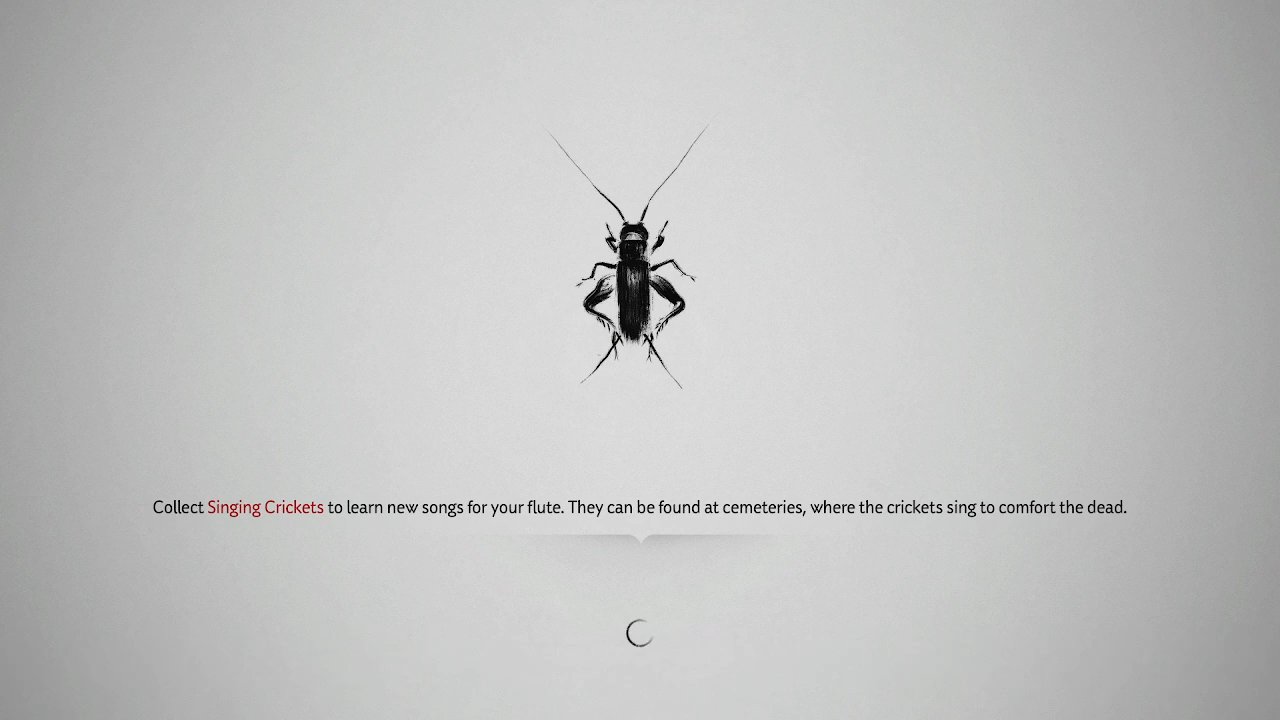 Collect Singing Crickets to learn new songs for your flute. They can be found at cemeteries, where the crickets sing to comfort the dead.